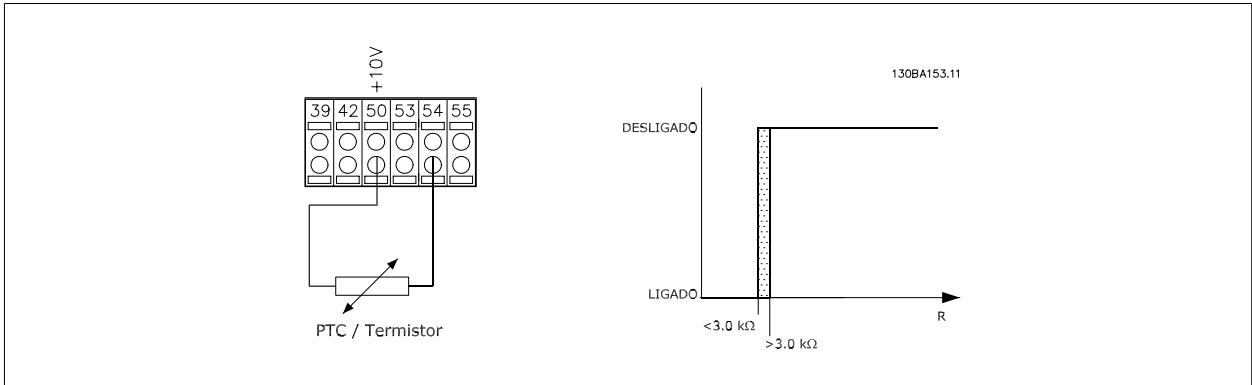 +10V
39 42 50 53 54 55
PTC / Termistor
130BA153.11
DESLIGADO
LIGADO
R
<3.0 kΩ
>3.0 kΩ